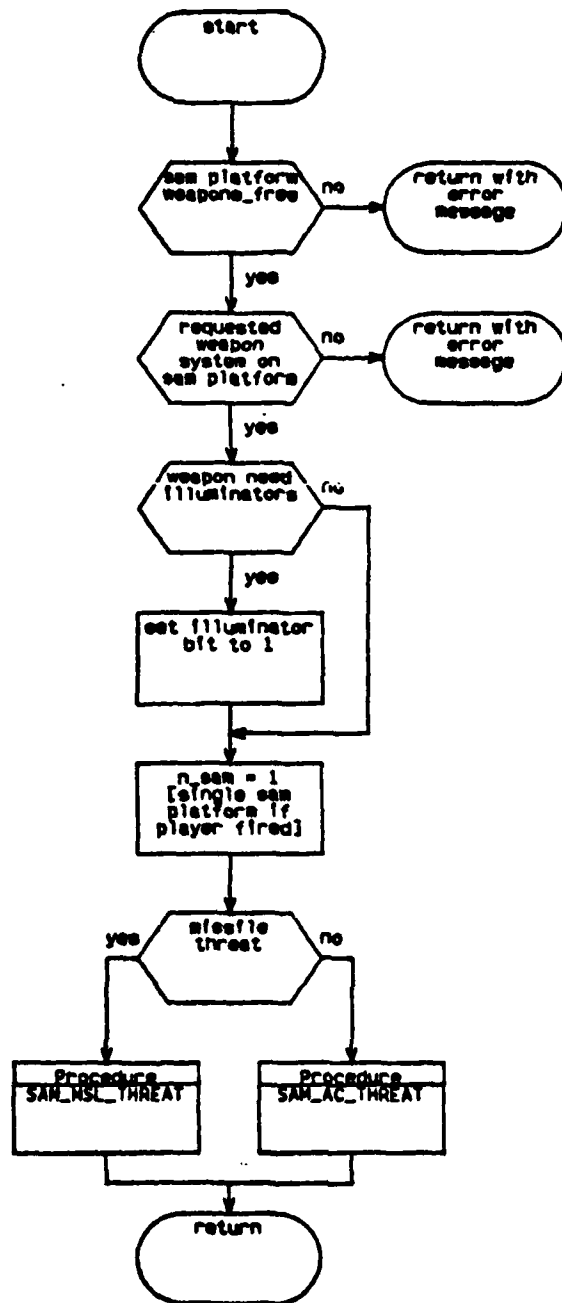 start
sam platform
weapons_free
no
return with
error
message
yes
requested
weapon
system on
sam platform
no
return with
error
message
yes
weapon need
illuminators
no
yes
set illuminator
bit to 1
n_sam = 1
[single sam
platform if
player fired]
missile
threat
yes
no
Procedure
SAM_MSL_THREAT
Procedure
SAM_AC_THREAT
return